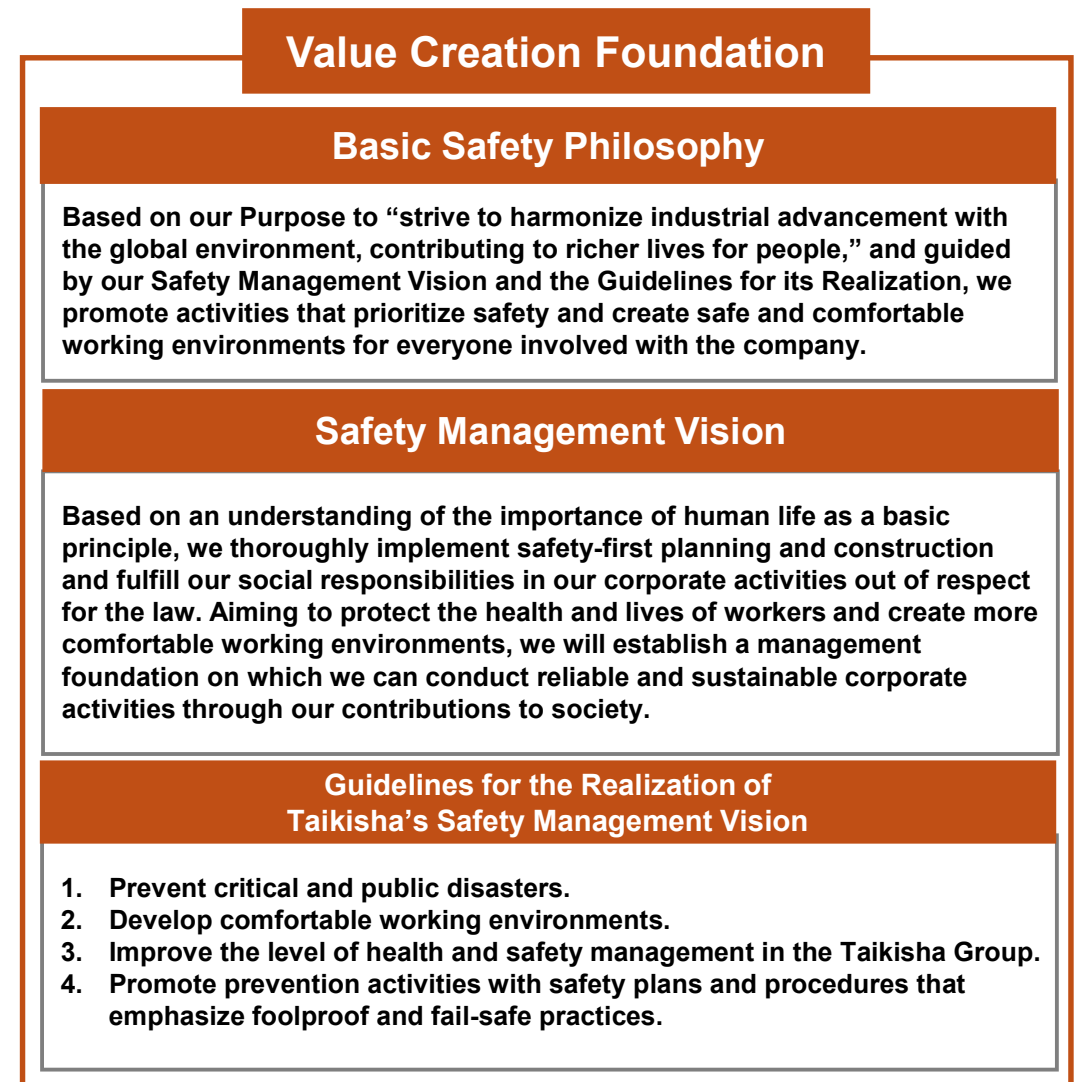 Value Creation Foundation
Basic Safety Philosophy
Based on our Purpose to “strive to harmonize industrial advancement with
the global environment, contributing to richer lives for people,” and guided
by our Safety Management Vision and the Guidelines for its Realization, we
promote activities that prioritize safety and create safe and comfortable
working environments for everyone involved with the company.
Safety Management Vision
Based on an understanding of the importance of human life as a basic
principle, we thoroughly implement safety-first planning and construction
and fulfill our social responsibilities in our corporate activities out of respect
for the law. Aiming to protect the health and lives of workers and create more
comfortable working environments, we will establish a management
foundation on which we can conduct reliable and sustainable corporate
activities through our contributions to society.
Guidelines for the Realization of
Taikisha’s Safety Management Vision
1. Prevent critical and public disasters.
2. Develop comfortable working environments.
3. Improve the level of health and safety management in the Taikisha Group.
4. Promote prevention activities with safety plans and procedures that
emphasize foolproof and fail-safe practices.